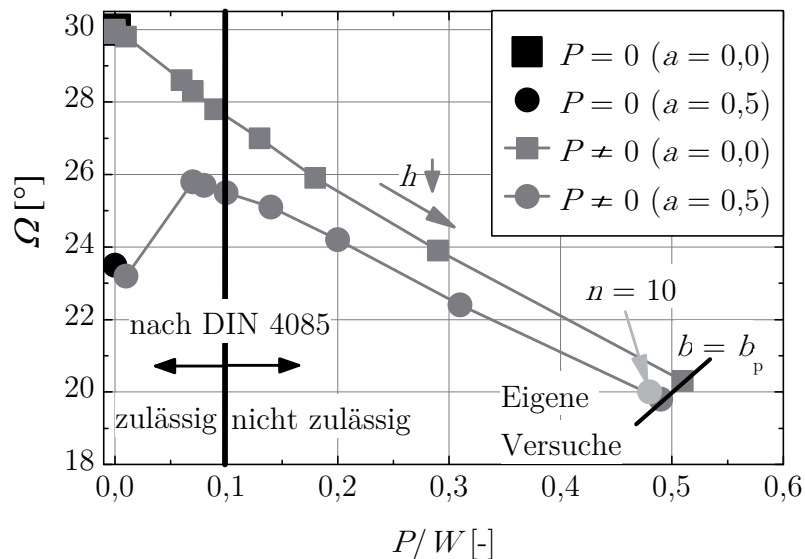 30
28
26
24
22
20
18
Ω [°]
P = 0 (a = 0,0)
P = 0 (a = 0,5)
P ≠ 0 (a = 0,0)
P ≠ 0 (a = 0,5)
h
n = 10
nach DIN 4085
b = b_p
zulässig
nicht zulässig
Eigene
Versuche
0,0
0,1
0,2
0,3
0,4
0,5
0,6
P/W [-]